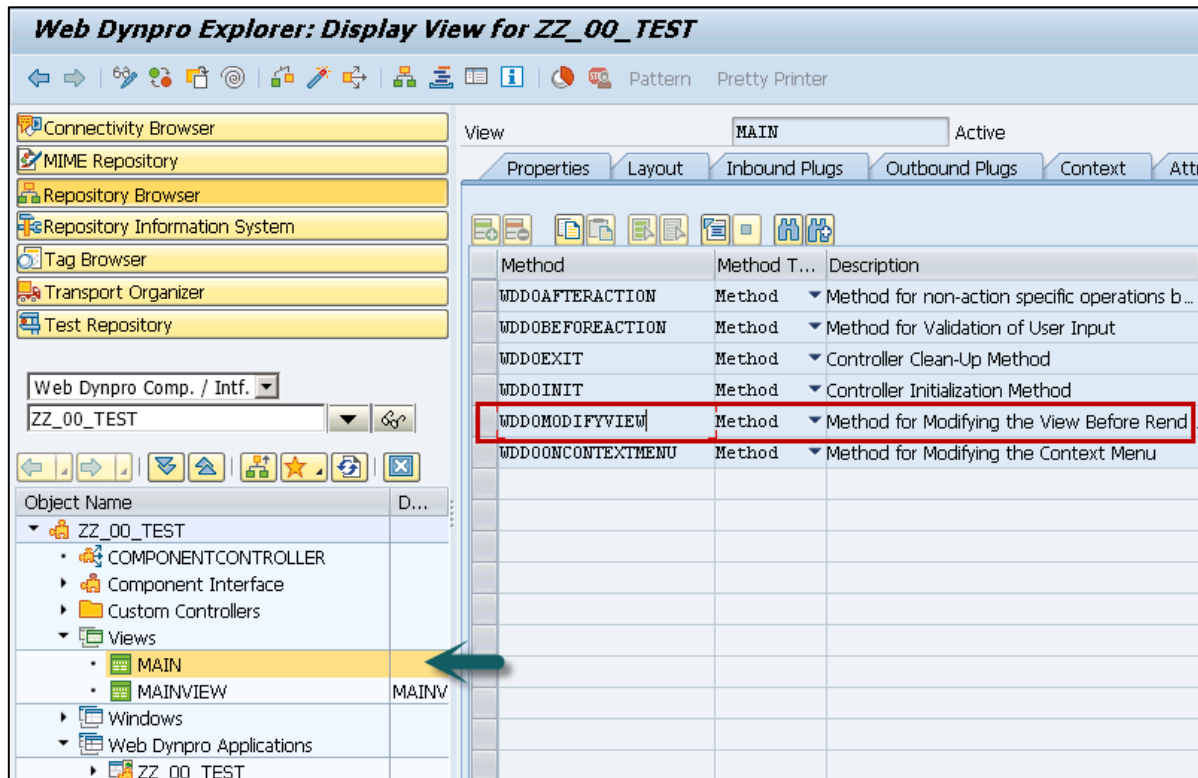 Web Dynpro Explorer: Display View for ZZ_00_TEST
Pattern Pretty Printer
Connectivity Browser
MIME Repository
Repository Browser
Repository Information System
Tag Browser
Transport Organizer
Test Repository
Web Dynpro Comp. / Intf.
ZZ_00_TEST
Object Name D...
ZZ_00_TEST
COMPONENTCONTROLLER
Component Interface
Custom Controllers
Views
MAIN
MAINVIEW MAINV
Windows
Web Dynpro Applications
ZZ_00_TEST
View MAIN Active
Properties Layout Inbound Plugs Outbound Plugs Context Attr
Method Method T... Description
WDDOAFTERACTION Method Method for non-action specific operations b...
WDDOBEFOREACTION Method Method for Validation of User Input
WDDOEXIT Method Controller Clean-Up Method
WDDOINIT Method Controller Initialization Method
WDDOMODIFYVIEW Method Method for Modifying the View Before Rend
WDDOONCONTEXTMENU Method Method for Modifying the Context Menu